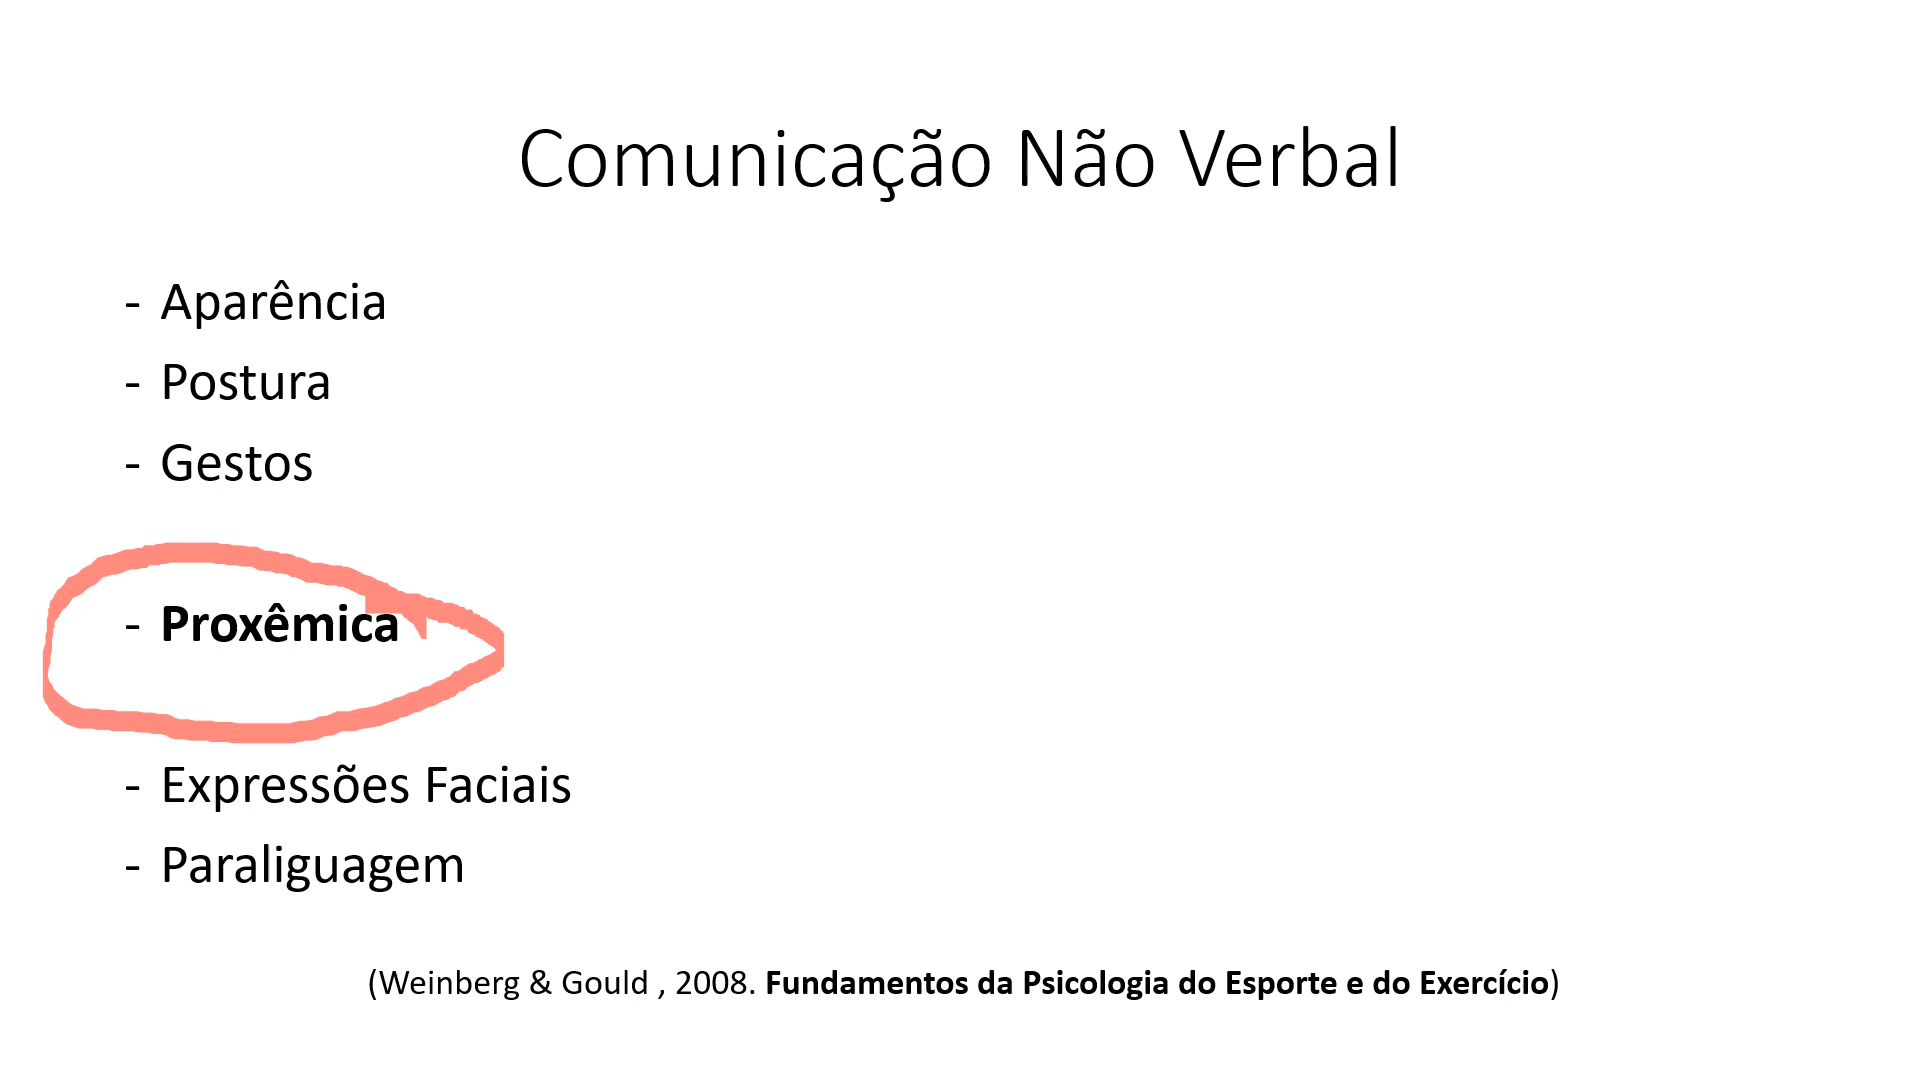 Comunicação Não Verbal
- Aparência
- Postura
- Gestos
- Proxêmica
- Expressões Faciais
- Paraliguagem
(Weinberg & Gould , 2008. Fundamentos da Psicologia do Esporte e do Exercício)